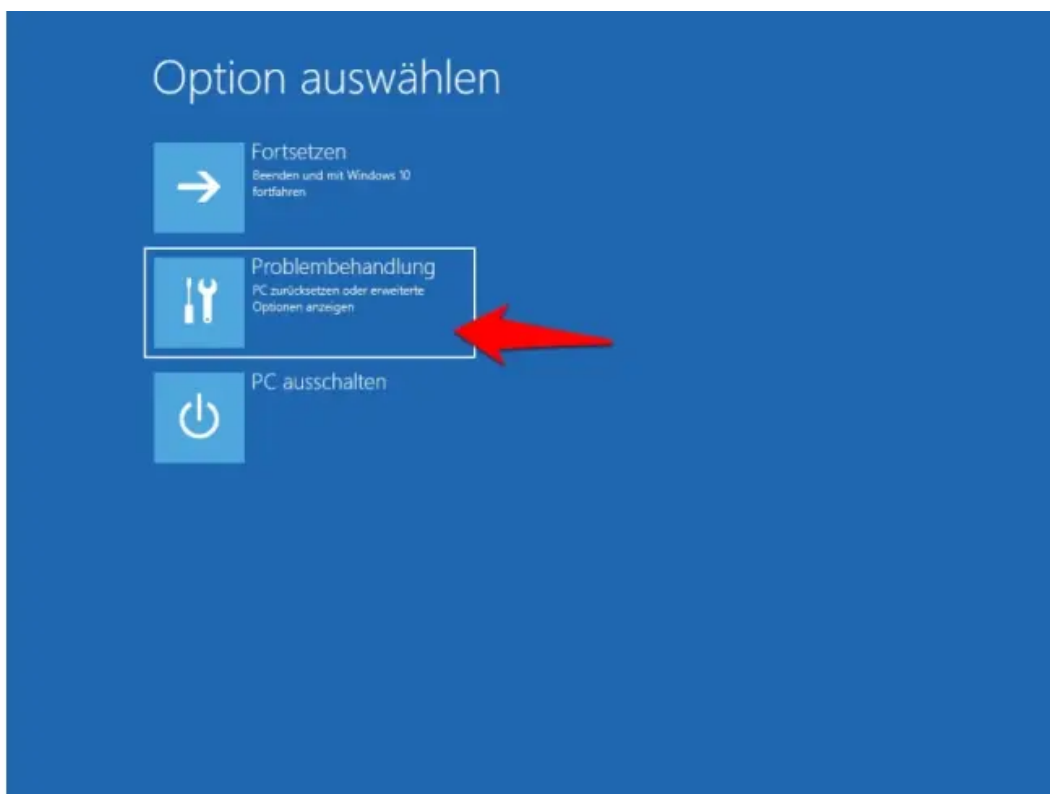 Option auswählen
Fortsetzen
Beenden und mit Windows 10
fortfahren
Problembehandlung
PC zurücksetzen oder erweiterte
Optionen anzeigen
PC ausschalten